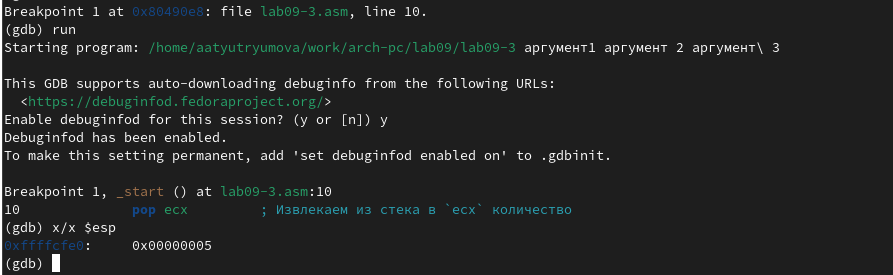 Breakpoint 1 at 0x80490e8: file lab09-3.asm, line 10.
(gdb) run
Starting program: /home/aatyutryumova/work/arch-pc/lab09/lab09-3 аргумент1 аргумент 2 аргумент\ 3
This GDB supports auto-downloading debuginfo from the following URLs:
<https://debuginfod.fedoraproject.org/>
Enable debuginfod for this session? (y or [n]) y
Debuginfod has been enabled.
To make this setting permanent, add 'set debuginfod enabled on' to .gdbinit.
Breakpoint 1, _start () at lab09-3.asm:10
10 pop ecx ; Извлекаем из стека в `ecx` количество
(gdb) x/x $esp
0xffffcfe0: 0x00000005
(gdb)